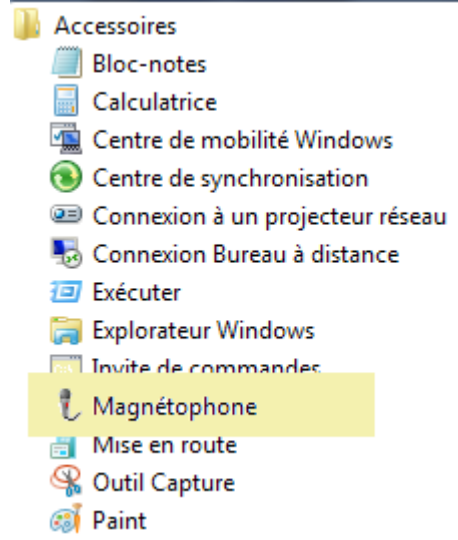 Accessoires
Bloc-notes
Calculatrice
Centre de mobilité Windows
Centre de synchronisation
Connexion à un projecteur réseau
Connexion Bureau à distance
Exécuter
Explorateur Windows
Invite de commandes
Magnétophone
Mise en route
Outil Capture
Paint